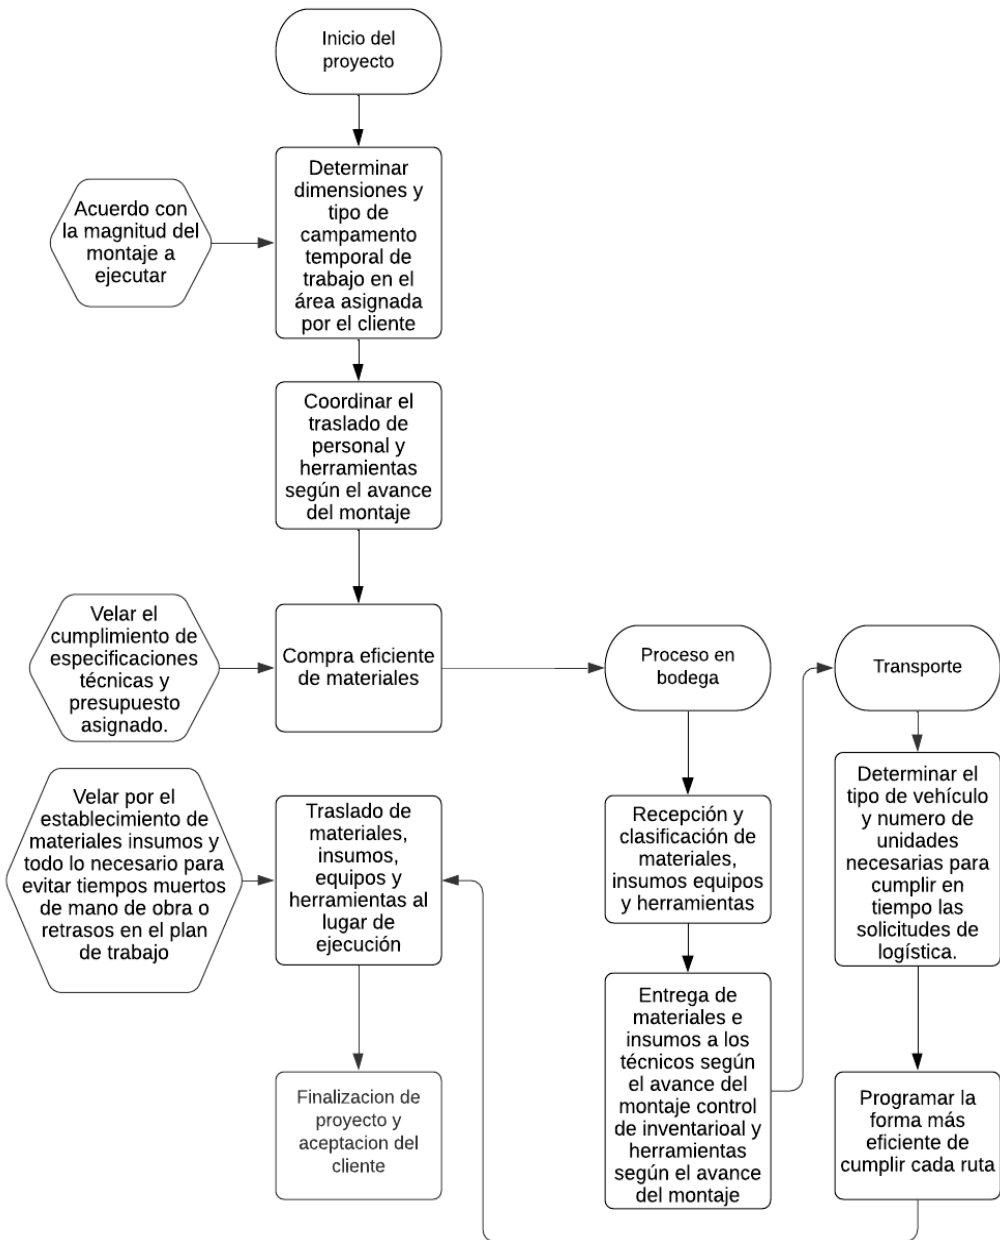 Inicio del
proyecto
Determinar
dimensiones y
tipo de
campamento
temporal de
trabajo en el
área asignada
por el cliente
Acuerdo con
la magnitud del
montaje a
ejecutar
Coordinar el
traslado de
personal y
herramientas
según el avance
del montaje
Velar el
cumplimiento de
especificaciones
técnicas y
presupuesto
asignado.
Compra eficiente
de materiales
Proceso en
bodega
Transporte
Velar por el
establecimiento de
materiales insumos y
todo lo necesario para
evitar tiempos muertos
de mano de obra o
retrasos en el plan
de trabajo
Traslado de
materiales,
insumos,
equipos y
herramientas al
lugar de
ejecución
Recepción y
clasificación de
materiales,
insumos equipos
y herramientas
Determinar el
tipo de vehículo
y numero de
unidades
necesarias para
cumplir en
tiempo las
solicitudes de
logística.
Entrega de
materiales e
insumos a los
técnicos según
el avance del
montaje control
de inventarioal y
herramientas
según el avance
del montaje
Programar la
forma más
eficiente de
cumplir cada ruta
Finalizacion de
proyecto y
aceptacion del
cliente